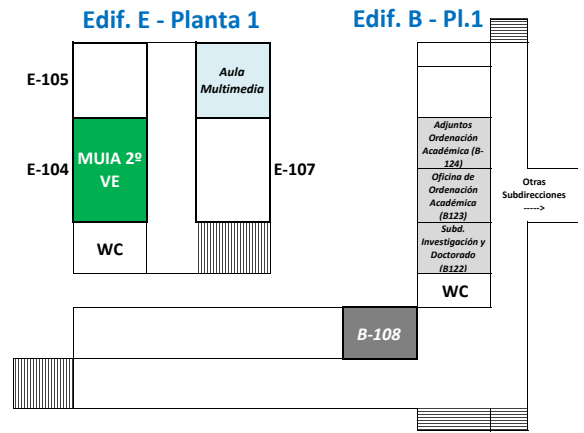 Edif. E - Planta 1
Edif. B - Pl.1
E-105
Aula
Multimedia
E-104
MUIA 2º
VE
E-107
WC
Adjuntos
Ordenación
Académica (B-
124)
Oficina de
Ordenación
Académica
(B123)
Subd.
Investigación y
Doctorado
(B122)
WC
Otras
Subdirecciones
----->
B-108